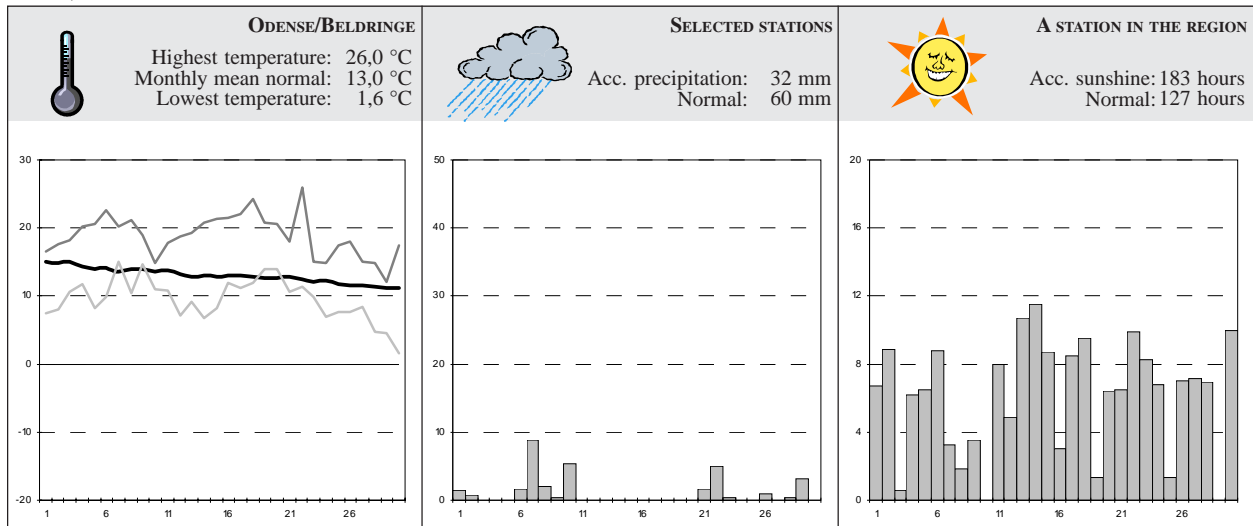 ODENSE/BELDRINGE
Highest temperature: 26,0 °C
Monthly mean normal: 13,0 °C
Lowest temperature: 1,6 °C
SELECTED STATIONS
Acc. precipitation: 32 mm
Normal: 60 mm
A STATION IN THE REGION
Acc. sunshine: 183 hours
Normal: 127 hours
30
20
10
0
-10
-20
1 6 11 16 21 26
50
40
30
20
10
0
1 6 11 16 21 26
20
16
12
8
4
0
1 6 11 16 21 26